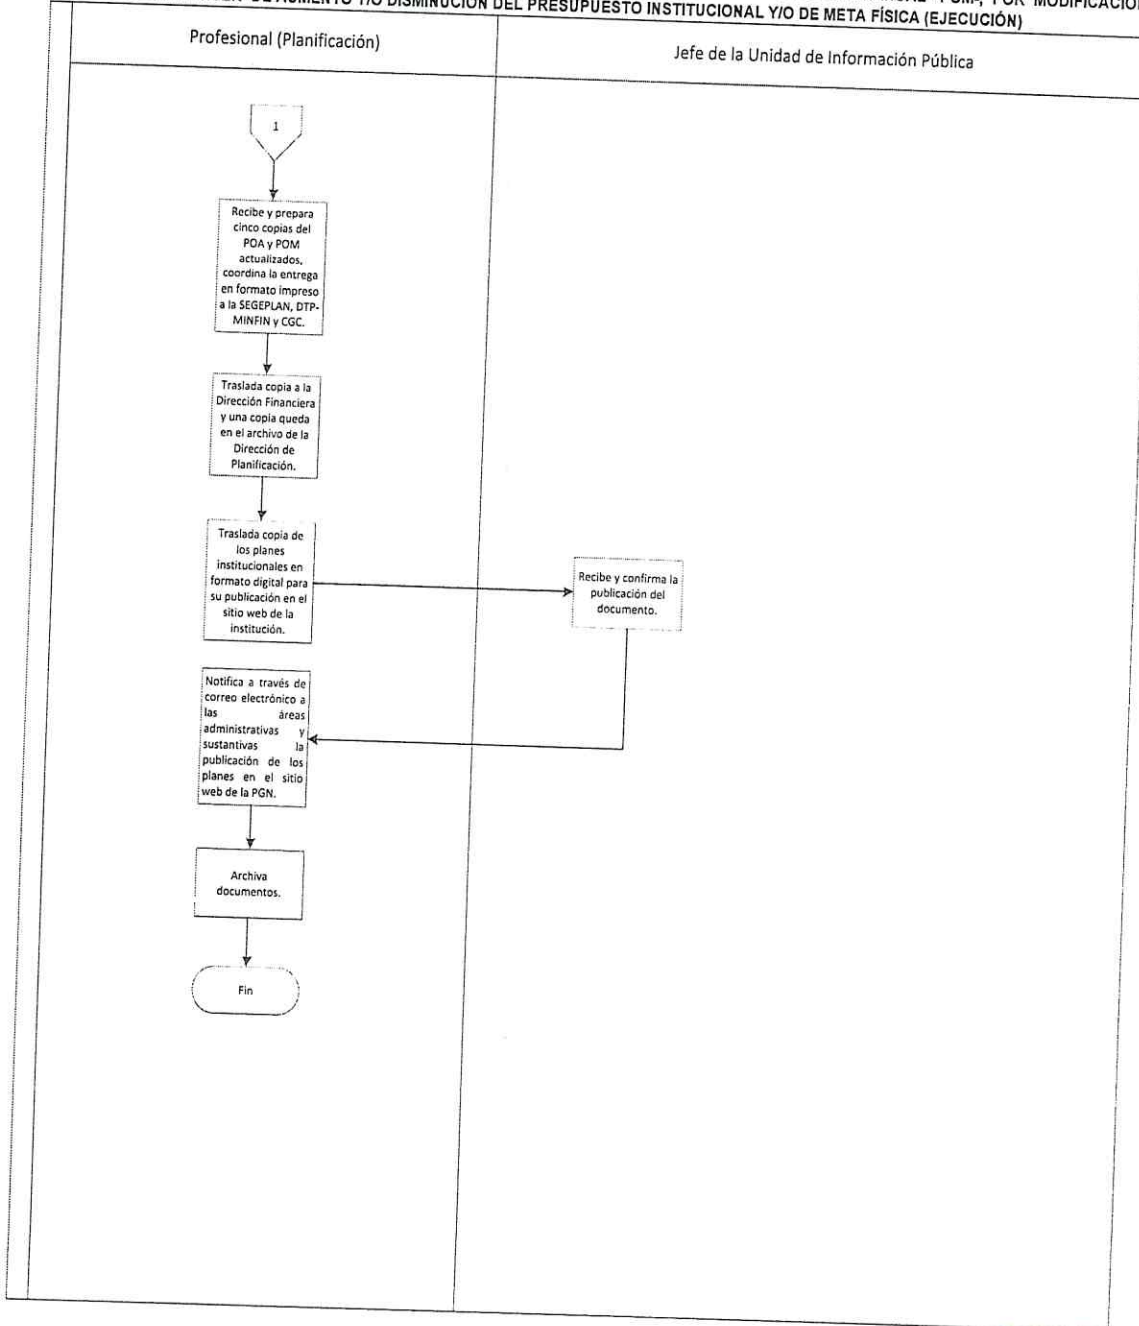 POR MODIFICACIÓN
DE AUMENTO Y/O DISMINUCIÓN DEL PRESUPUESTO INSTITUCIONAL Y/O DE META FÍSICA (EJECUCIÓN)
Profesional (Planificación)
Jefe de la Unidad de Información Pública
1
Recibe y prepara
cinco copias del
POA y POM
actualizados,
coordina la entrega
en formato impreso
a la SEGEPLAN, DTP-
MINFIN y CGC.
Traslada copia a la
Dirección Financiera
y una copia queda
en el archivo de la
Dirección de
Planificación.
Traslada copia de
los planes
institucionales en
formato digital para
su publicación en el
sitio web de la
institución.
Recibe y confirma la
publicación del
documento.
Notifica a través de
correo electrónico a
las áreas
administrativas y
sustantivas la
publicación de los
planes en el sitio
web de la PGN.
Archiva
documentos.
Fin